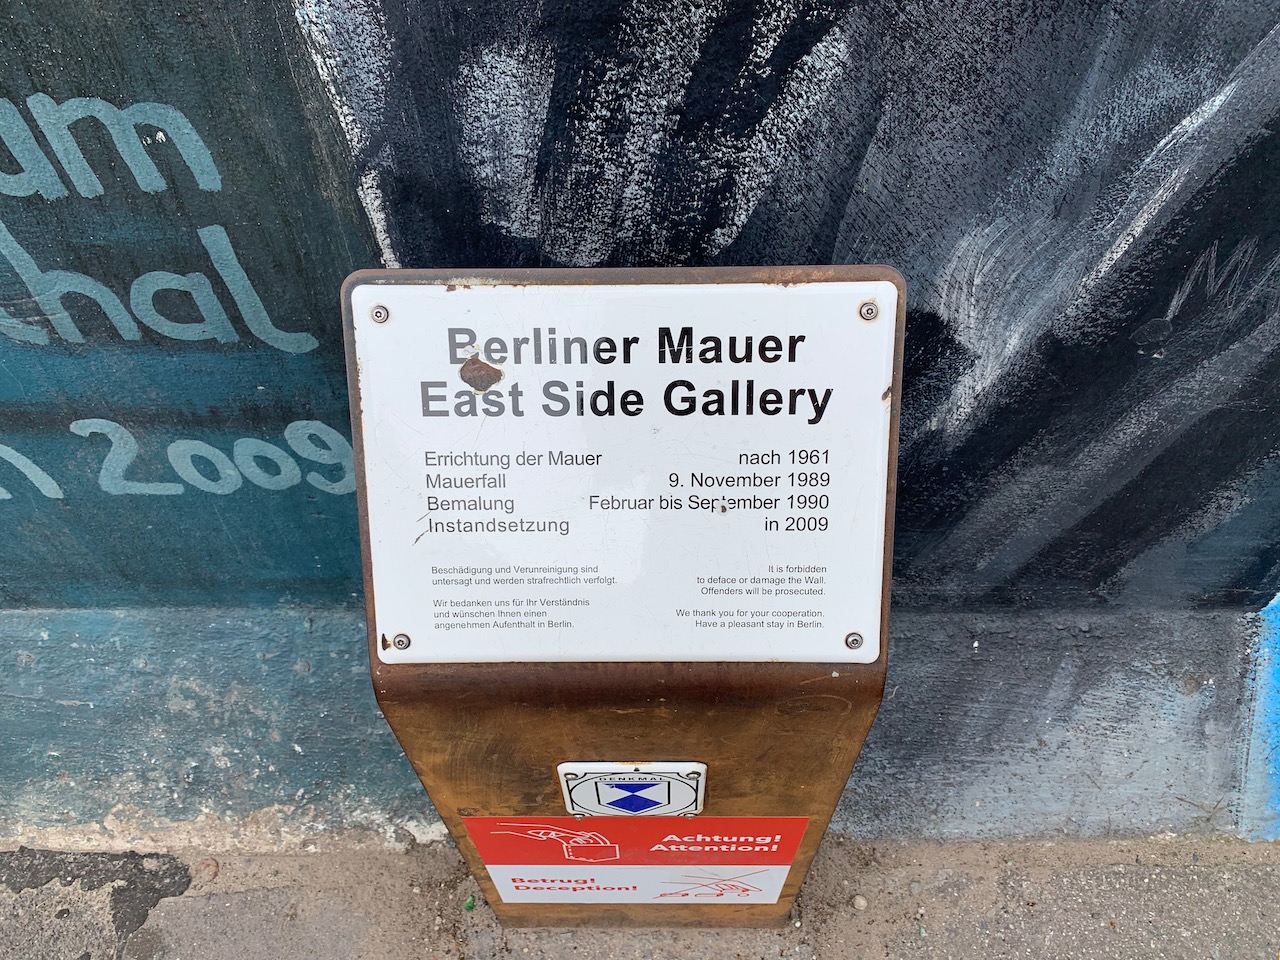 um
thal
n 2009
Berliner Mauer
East Side Gallery
Errichtung der Mauer nach 1961
Mauerfall 9. November 1989
Bemalung Februar bis September 1990
Instandsetzung in 2009
Beschädigung und Verunreinigung sind
untersagt und werden strafrechtlich verfolgt.
Wir bedanken uns für Ihr Verständnis
und wünschen Ihnen einen
angenehmen Aufenthalt in Berlin.
It is forbidden
to deface or damage the Wall.
Offenders will be prosecuted.
We thank you for your cooperation.
Have a pleasant stay in Berlin.
DENKMAL
Achtung!
Attention!
Betrug!
Deception!